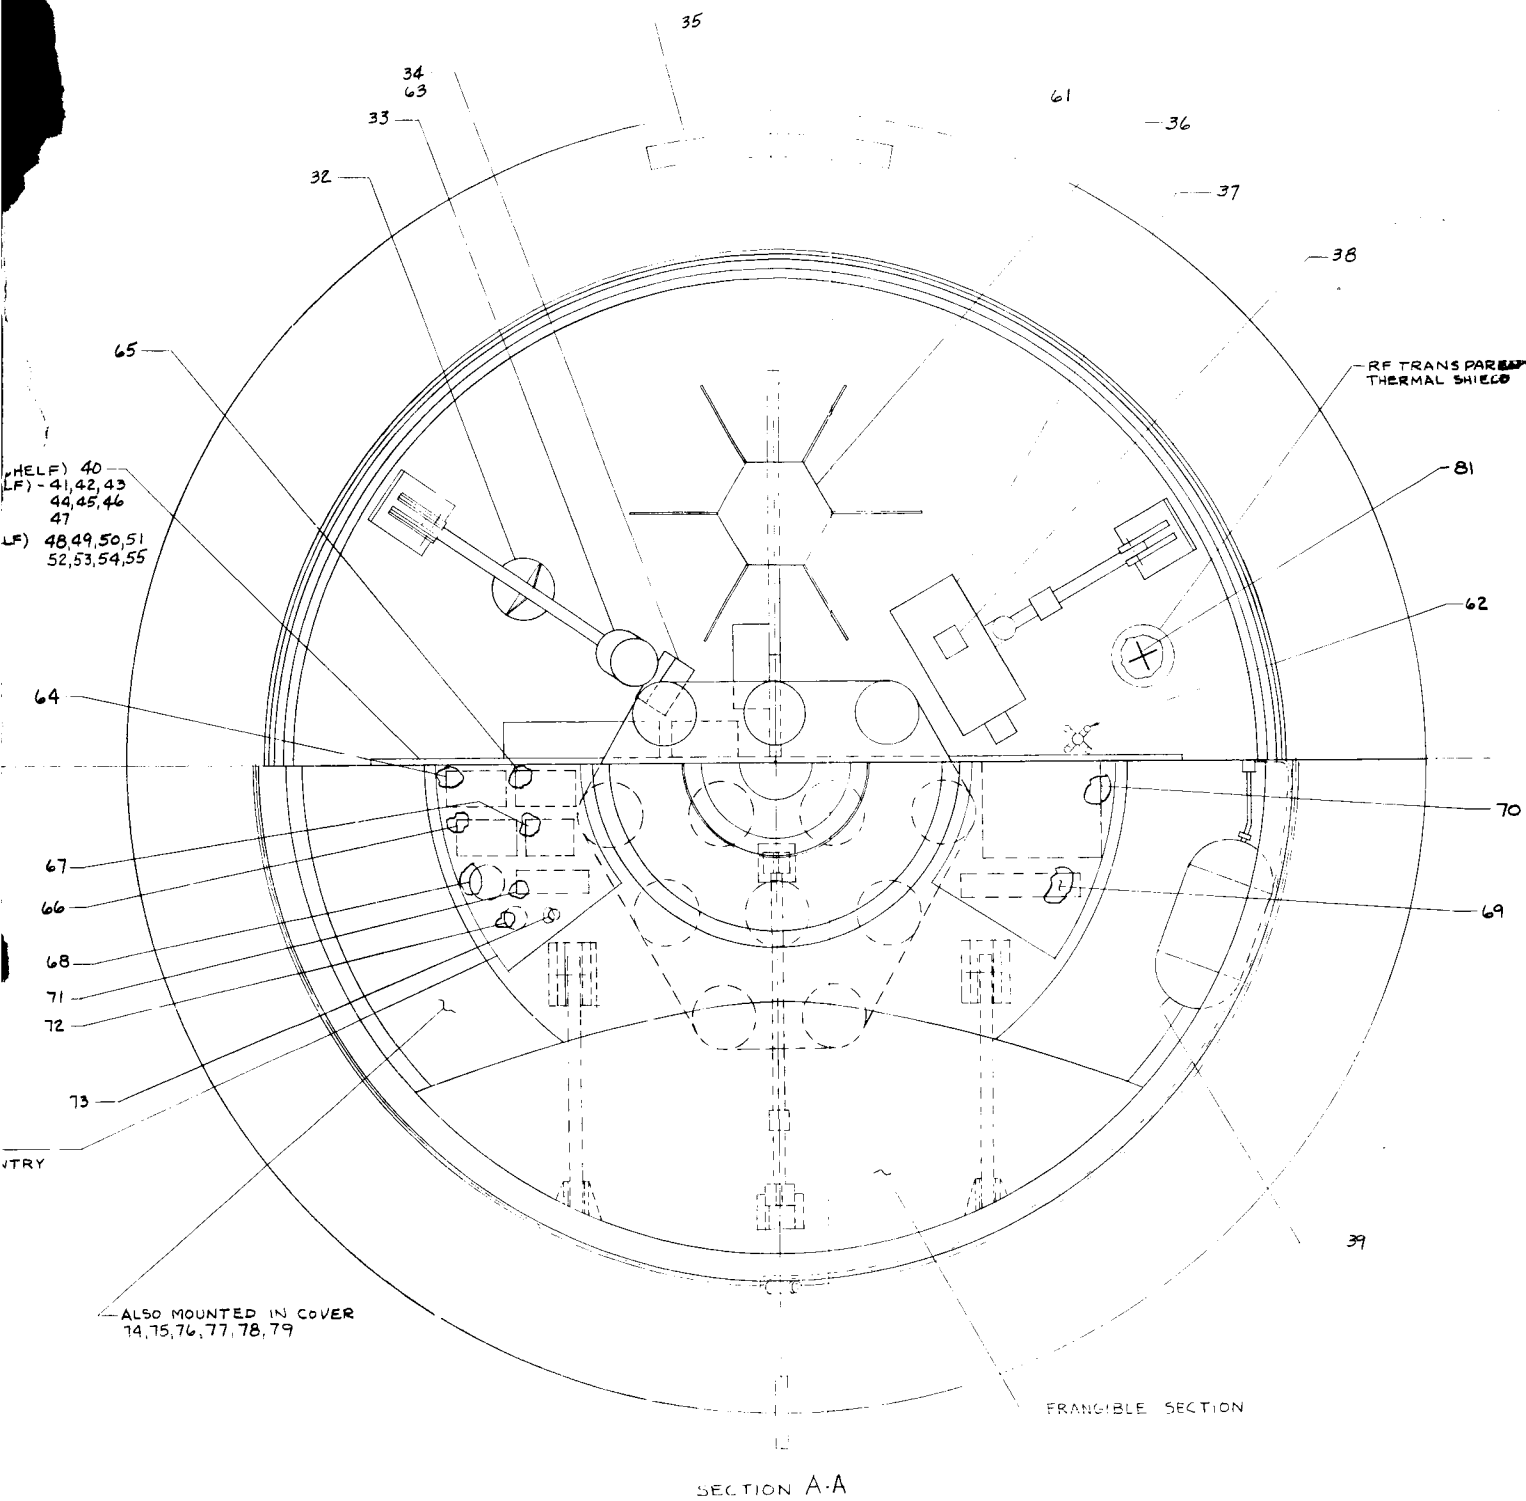 35
34
63
33
61
36
32
37
38
65
RF TRANSPARENT
THERMAL SHIELD
HELF) 40
LF)-41,42,43
44,45,46
47
LF) 48,49,50,51
52,53,54,55
81
62
64
70
67
66
69
68
71
72
73
NTRY
39
ALSO MOUNTED IN COVER
74,75,76,77,78,79
FRANGIBLE SECTION
SECTION A-A